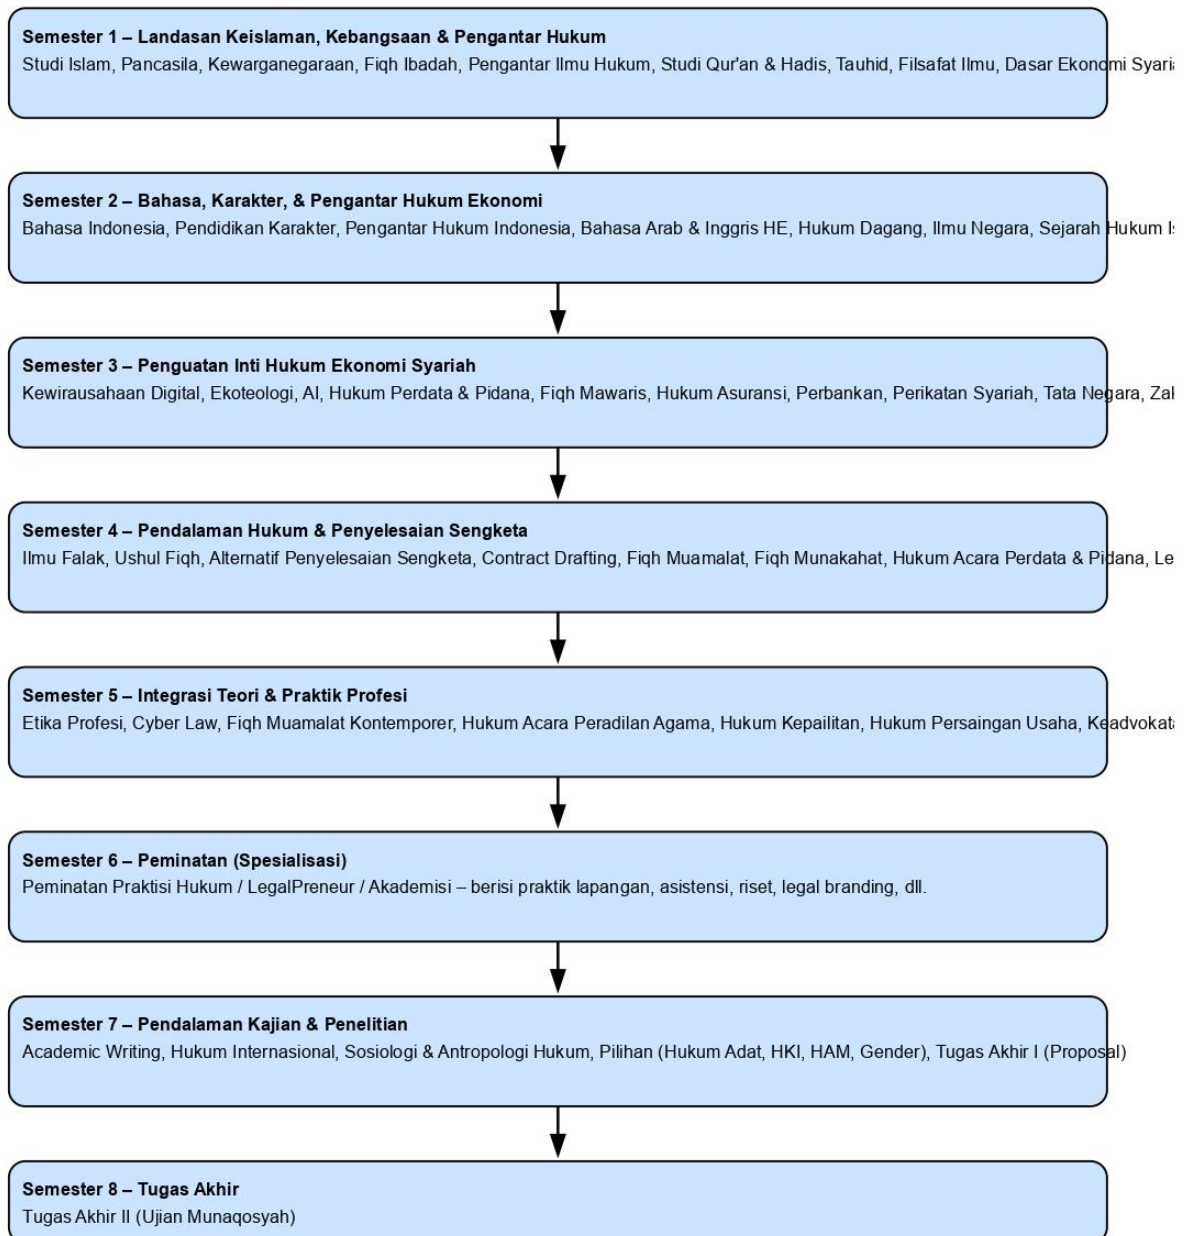 Semester 1 – Landasan Keislaman, Kebangsaan & Pengantar Hukum
Studi Islam, Pancasila, Kewarganegaraan, Fiqh Ibadah, Pengantar Ilmu Hukum, Studi Qur'an & Hadis, Tauhid, Filsafat Ilmu, Dasar Ekonomi
Semester 2 – Bahasa, Karakter, & Pengantar Hukum Ekonomi
Bahasa Indonesia, Pendidikan Karakter, Pengantar Hukum Indonesia, Bahasa Arab & Inggris HE, Hukum Dagang, Ilmu Negara, Sejarah Hukum
Semester 3 – Penguatan Inti Hukum Ekonomi Syariah
Kewirausahaan Digital, Ekoteologi, AI, Hukum Perdata & Pidana, Fiqh Mawaris, Hukum Asuransi, Perbankan, Perikatan Syariah, Tata Negara,
Semester 4 – Pendalaman Hukum & Penyelesaian Sengketa
Ilmu Falak, Ushul Fiqh, Alternatif Penyelesaian Sengketa, Contract Drafting, Fiqh Muamalat, Fiqh Munakahat, Hukum Acara Perdata & Pidana,
Semester 5 – Integrasi Teori & Praktik Profesi
Etika Profesi, Cyber Law, Fiqh Muamalat Kontemporer, Hukum Acara Peradilan Agama, Hukum Kepailitan, Hukum Persaingan Usaha,
Semester 6 – Peminatan (Spesialisasi)
Peminatan Praktisi Hukum / LegalPreneur / Akademisi – berisi praktik lapangan, asistensi, riset, legal branding, dll.
Semester 7 – Pendalaman Kajian & Penelitian
Academic Writing, Hukum Internasional, Sosiologi & Antropologi Hukum, Pilihan (Hukum Adat, HKI, HAM, Gender), Tugas Akhir I (Proposal)
Semester 8 – Tugas Akhir
Tugas Akhir II (Ujian Munaqosyah)